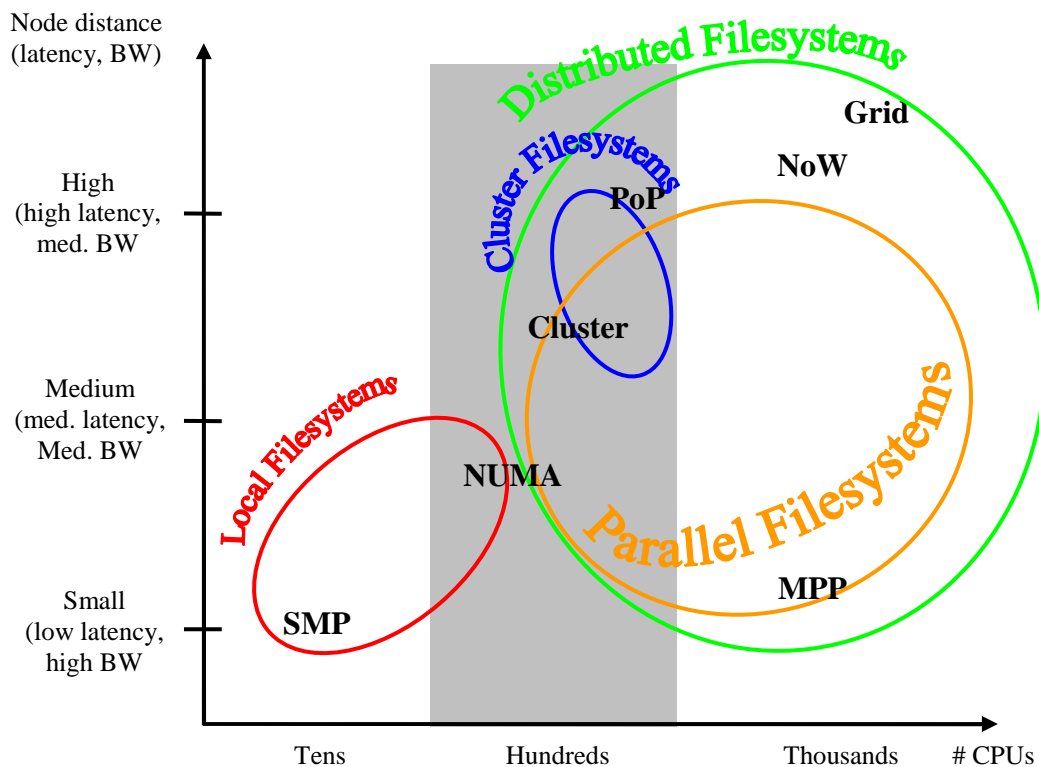 Node distance
(latency, BW)
Distributed Filesystems
Grid
Cluster Filesystems
NoW
High
(high latency,
med. BW
PoP
Cluster
Medium
(med. latency,
Med. BW
Local Filesystems
NUMA
Parallel Filesystems
MPP
Small
(low latency,
high BW
SMP
Tens
Hundreds
Thousands
# CPUs